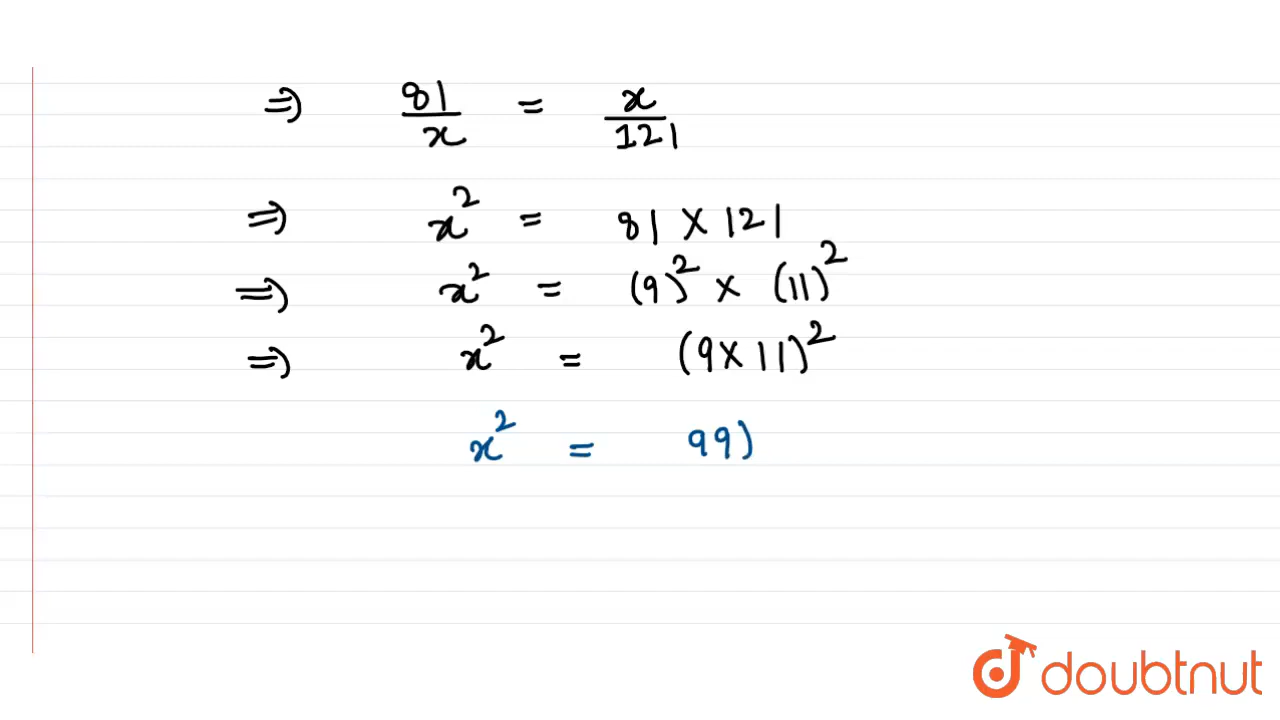 ⇒ 81/x = x/121
⇒ x² = 81 × 121
⇒ x² = (9)² × (11)²
⇒ x² = (9 × 11)²
x² = 99)
doubtnut